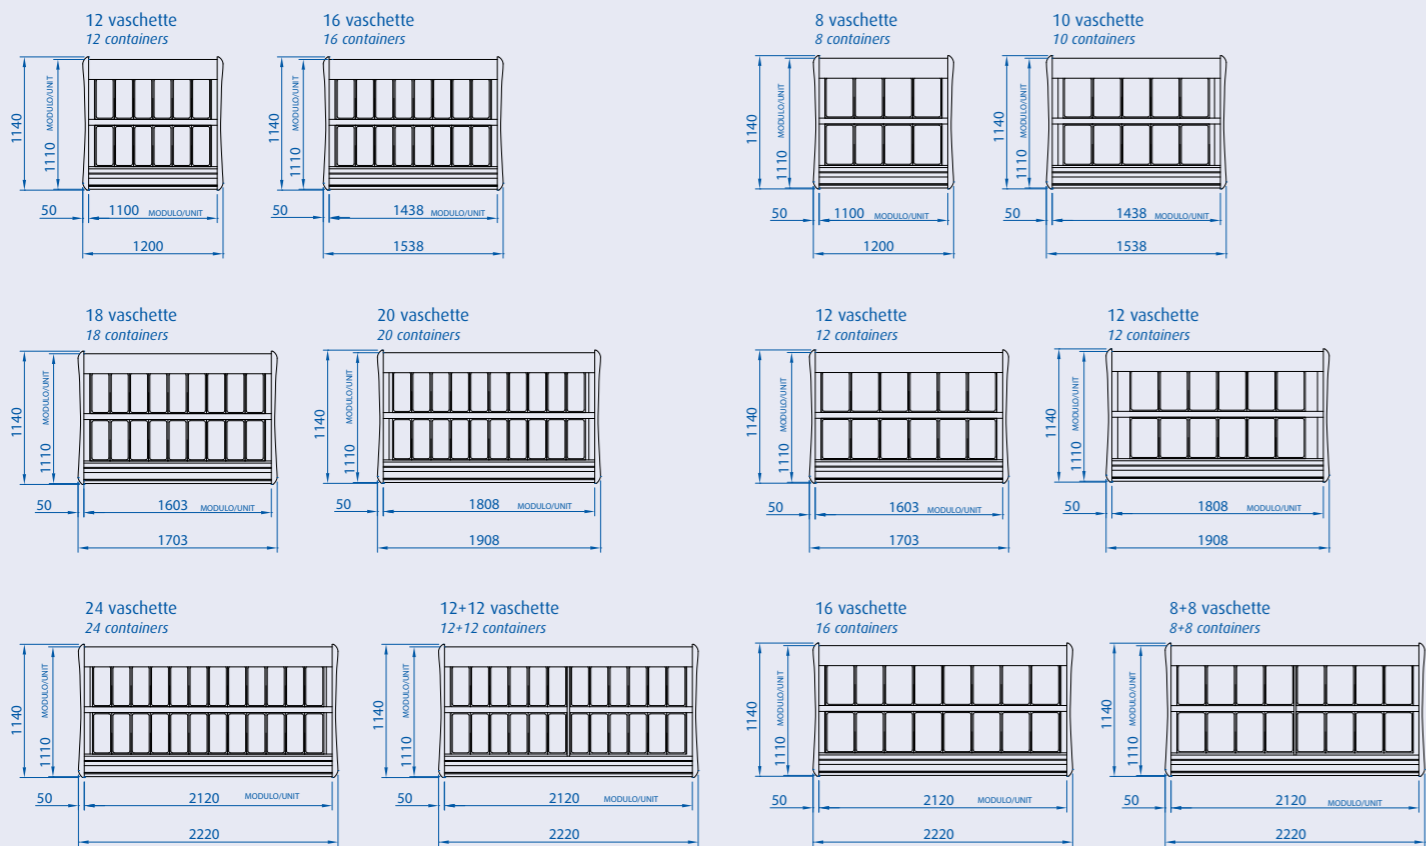 12 vaschette
12 containers
1140
1110 MODULO/UNIT
50
1100 MODULO/UNIT
1200
16 vaschette
16 containers
1140
1110 MODULO/UNIT
50
1438 MODULO/UNIT
1538
8 vaschette
8 containers
1140
1110 MODULO/UNIT
50
1100 MODULO/UNIT
1200
10 vaschette
10 containers
1140
1110 MODULO/UNIT
50
1438 MODULO/UNIT
1538
18 vaschette
18 containers
1140
1110 MODULO/UNIT
50
1603 MODULO/UNIT
1703
20 vaschette
20 containers
1140
1110 MODULO/UNIT
50
1808 MODULO/UNIT
1908
12 vaschette
12 containers
1140
1110 MODULO/UNIT
50
1603 MODULO/UNIT
1703
12 vaschette
12 containers
1140
1110 MODULO/UNIT
50
1808 MODULO/UNIT
1908
24 vaschette
24 containers
1140
1110 MODULO/UNIT
50
2120 MODULO/UNIT
2220
12+12 vaschette
12+12 containers
1140
1110 MODULO/UNIT
50
2120 MODULO/UNIT
2220
16 vaschette
16 containers
1140
1110 MODULO/UNIT
50
2120 MODULO/UNIT
2220
8+8 vaschette
8+8 containers
1140
1110 MODULO/UNIT
50
2120 MODULO/UNIT
2220